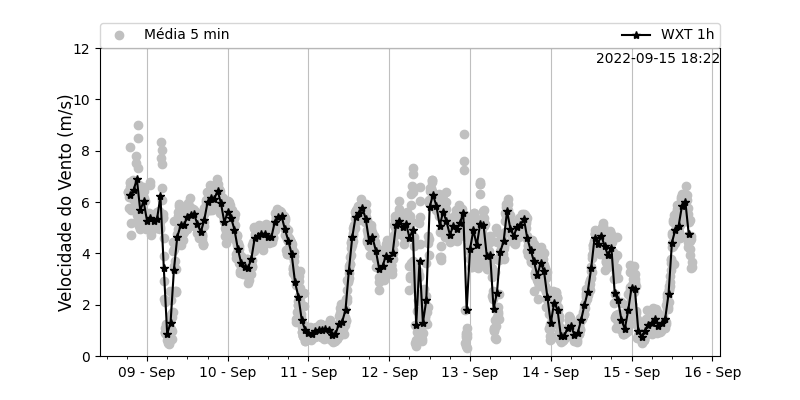 Média 5 min
WXT 1h
2022-09-15 18:22
Velocidade do Vento (m/s)
12
10
8
6
4
2
0
09 - Sep
10 - Sep
11 - Sep
12 - Sep
13 - Sep
14 - Sep
15 - Sep
16 - Sep